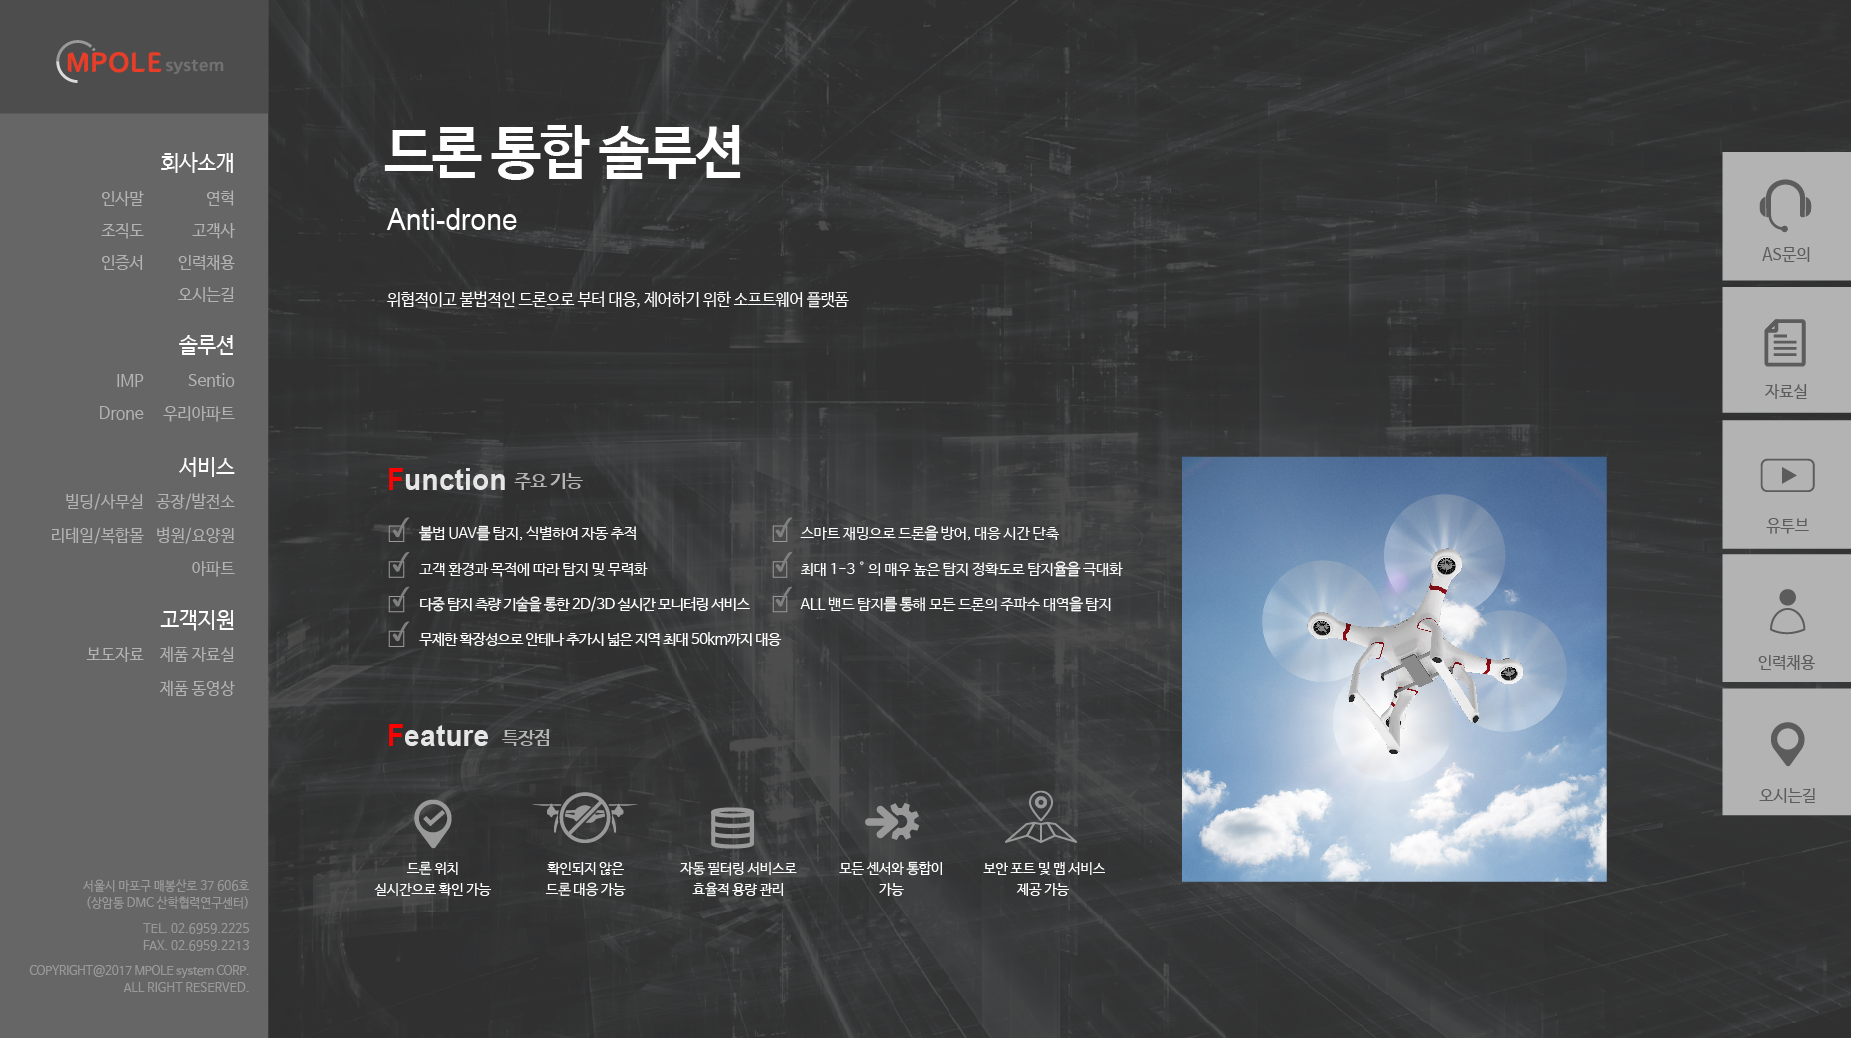 MPOLE system
회사소개
인사말 연혁
조직도 고객사
인증서 인력채용
오시는길
솔루션
IMP Sentio
Drone 우리아파트
서비스
빌딩/사무실 공장/발전소
리테일/복합몰 병원/요양원
아파트
고객지원
보도자료 제품 자료실
제품 동영상
서울시 마포구 매봉산로 37 606호
(상암동 DMC 산학협력연구센터)
TEL. 02.6959.2225
FAX. 02.6959.2213
COPYRIGHT@2017 MPOLE system CORP.
ALL RIGHT RESERVED.
드론 통합 솔루션
Anti-drone
위협적이고 불법적인 드론으로 부터 대응, 제어하기 위한 소프트웨어 플랫폼
Function 주요 기능
불법 UAV를 탐지, 식별하여 자동 추적
고객 환경과 목적에 따라 탐지 및 무력화
다중 탐지 측량 기술을 통한 2D/3D 실시간 모니터링 서비스
무제한 확장성으로 안테나 추가시 넓은 지역 최대 50km까지 대응
스마트 재밍으로 드론을 방어, 대응 시간 단축
최대 1-3˚의 매우 높은 탐지 정확도로 탐지율을 극대화
ALL 밴드 탐지를 통해 모든 드론의 주파수 대역을 탐지
Feature 특장점
드론 위치
실시간으로 확인 가능
확인되지 않은
드론 대응 가능
자동 필터링 서비스로
효율적 용량 관리
모든 센서와 통합이
가능
보안 포트 및 맵 서비스
제공 가능
AS문의
자료실
유투브
인력채용
오시는길